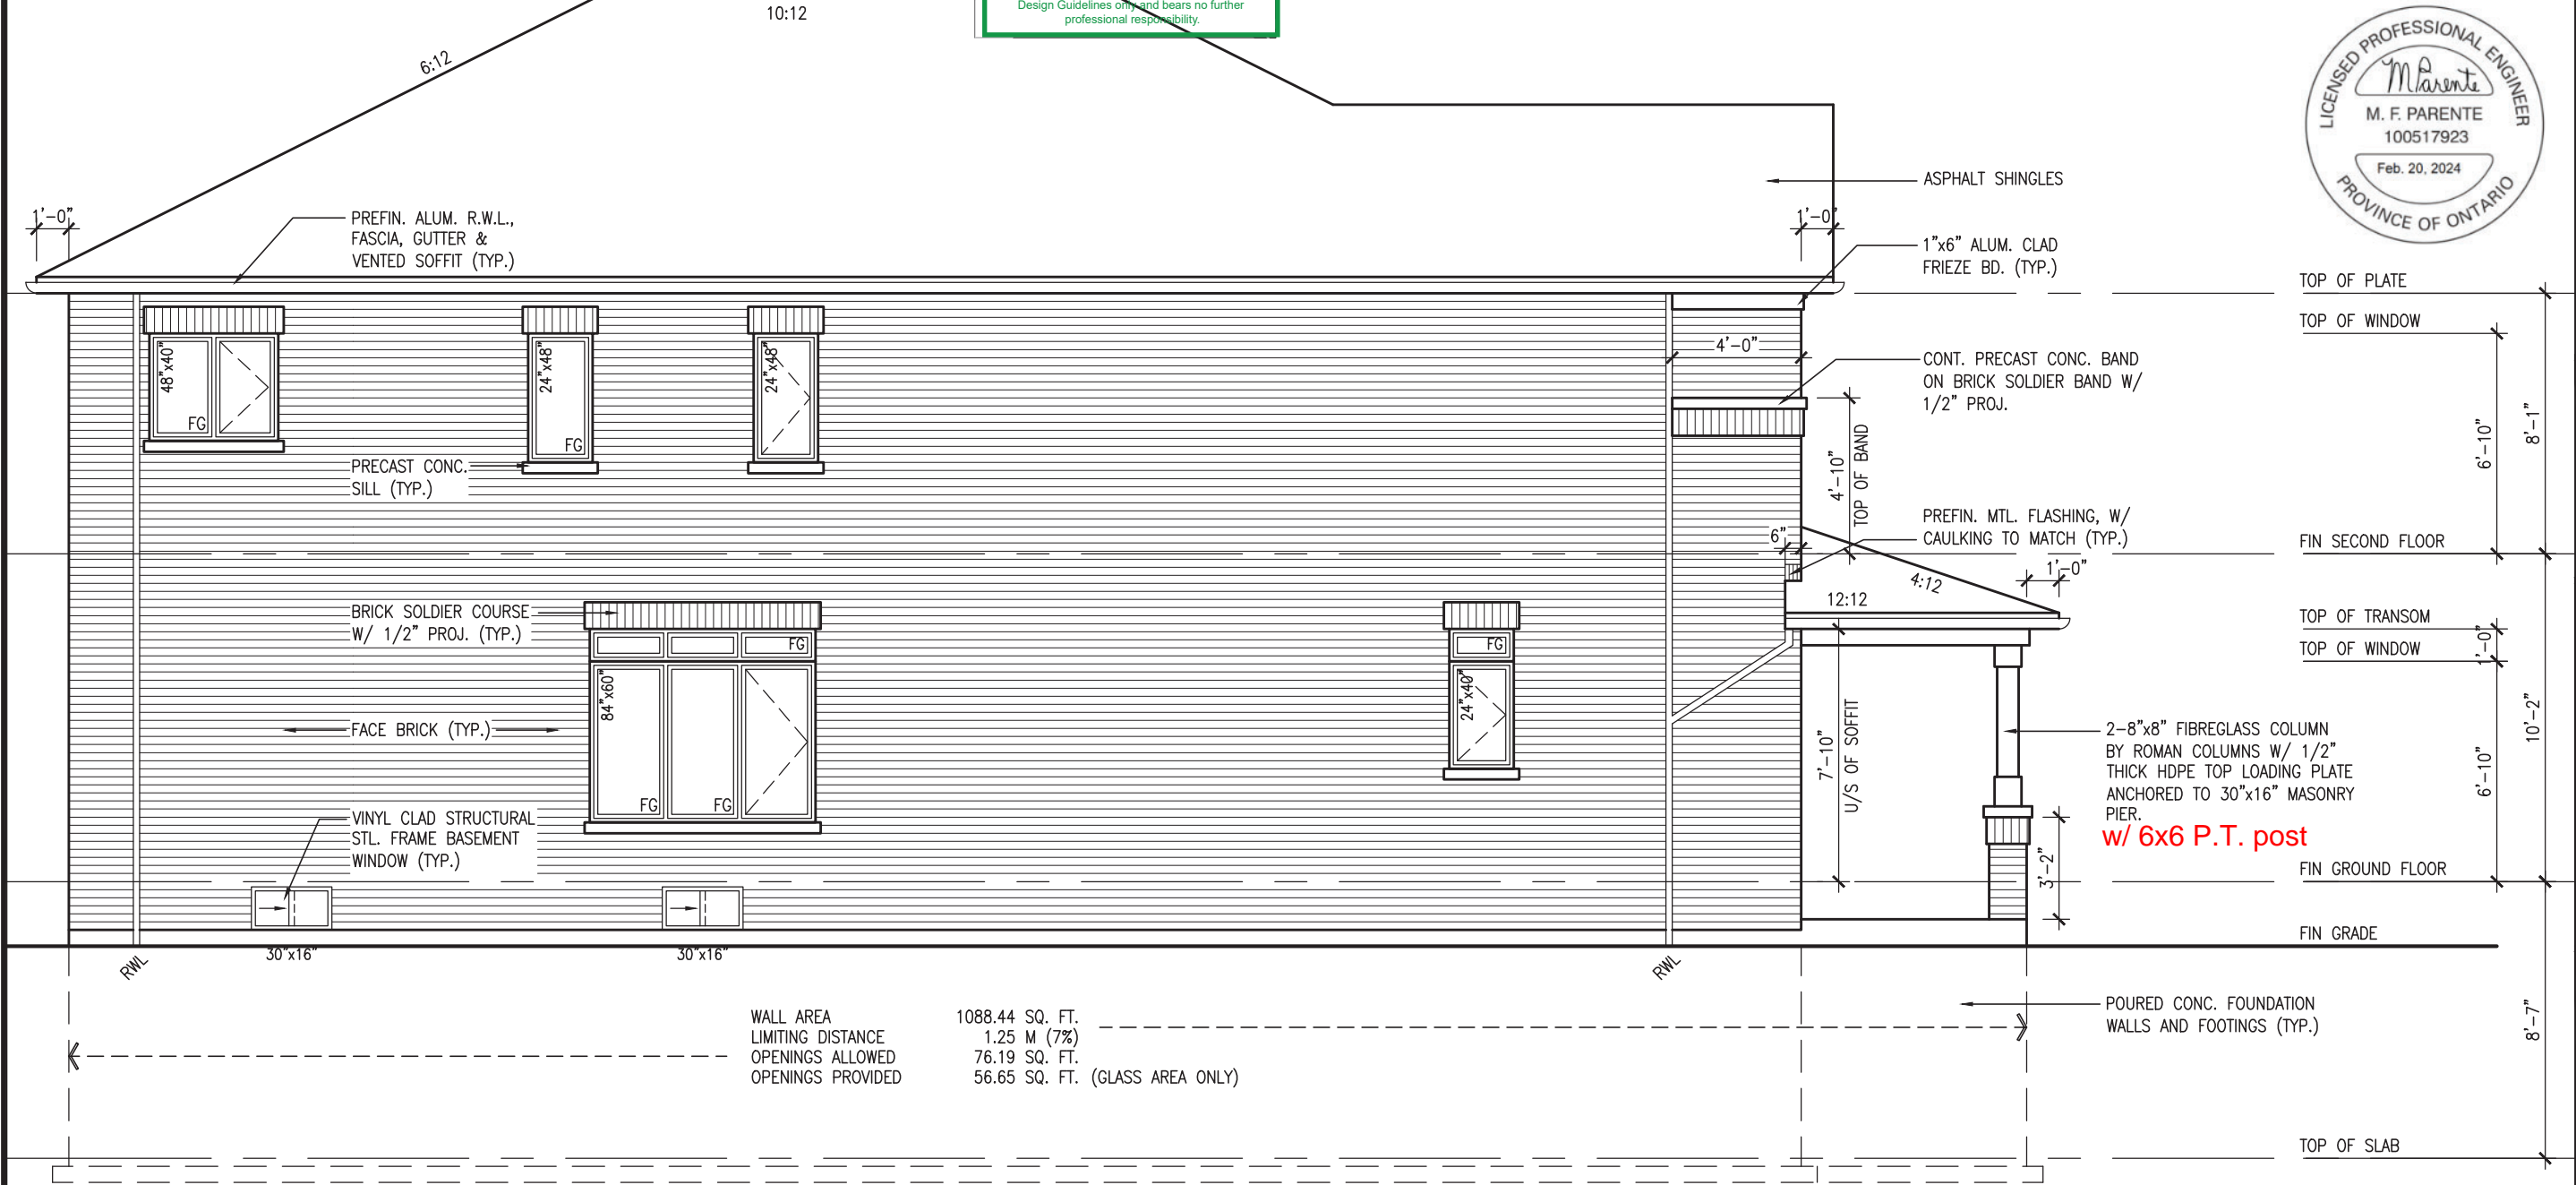 10:12
Design Guidelines only and bears no further
professional responsibility.
6:12
LICENSED PROFESSIONAL ENGINEER
MParente
M. F. PARENTE
100517923
Feb. 20, 2024
PROVINCE OF ONTARIO
ASPHALT SHINGLES
1'-0"
PREFIN. ALUM. R.W.L.,
FASCIA, GUTTER &
VENTED SOFFIT (TYP.)
1'-0"
1"x6" ALUM. CLAD
FRIEZE BD. (TYP.)
TOP OF PLATE
TOP OF WINDOW
48"x40"
FG
24"x48"
FG
24"x48"
4'-0"
CONT. PRECAST CONC. BAND
ON BRICK SOLDIER BAND W/
1/2" PROJ.
6'-10"
8'-1"
PRECAST CONC.
SILL (TYP.)
4'-10"
TOP OF BAND
PREFIN. MTL. FLASHING, W/
CAULKING TO MATCH (TYP.)
6"
FIN SECOND FLOOR
1'-0"
4:12
12:12
BRICK SOLDIER COURSE
W/ 1/2" PROJ. (TYP.)
TOP OF TRANSOM
TOP OF WINDOW
1'-0"
FG
FG
84"x60"
FG
FG
24"x40"
FACE BRICK (TYP.)
7'-10"
U/S OF SOFFIT
2-8"x8" FIBREGLASS COLUMN
BY ROMAN COLUMNS W/ 1/2"
THICK HDPE TOP LOADING PLATE
ANCHORED TO 30"x16" MASONRY
PIER.
w/ 6x6 P.T. post
6'-10"
10'-2"
VINYL CLAD STRUCTURAL
STL. FRAME BASEMENT
WINDOW (TYP.)
3'-2"
FIN GROUND FLOOR
FIN GRADE
RWL
30"x16"
30"x16"
RWL
WALL AREA 1088.44 SQ. FT.
LIMITING DISTANCE 1.25 M (7%)
OPENINGS ALLOWED 76.19 SQ. FT.
OPENINGS PROVIDED 56.65 SQ. FT. (GLASS AREA ONLY)
POURED CONC. FOUNDATION
WALLS AND FOOTINGS (TYP.)
8'-7"
TOP OF SLAB